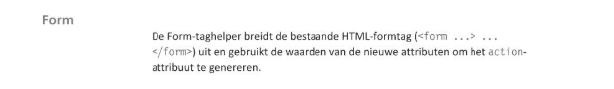 Form
De Form-taghelper breidt de bestaande HTML-formtag (<form ...> ...
</form>) uit en gebruikt de waarden van de nieuwe attributen om het action-
attribuut te genereren.